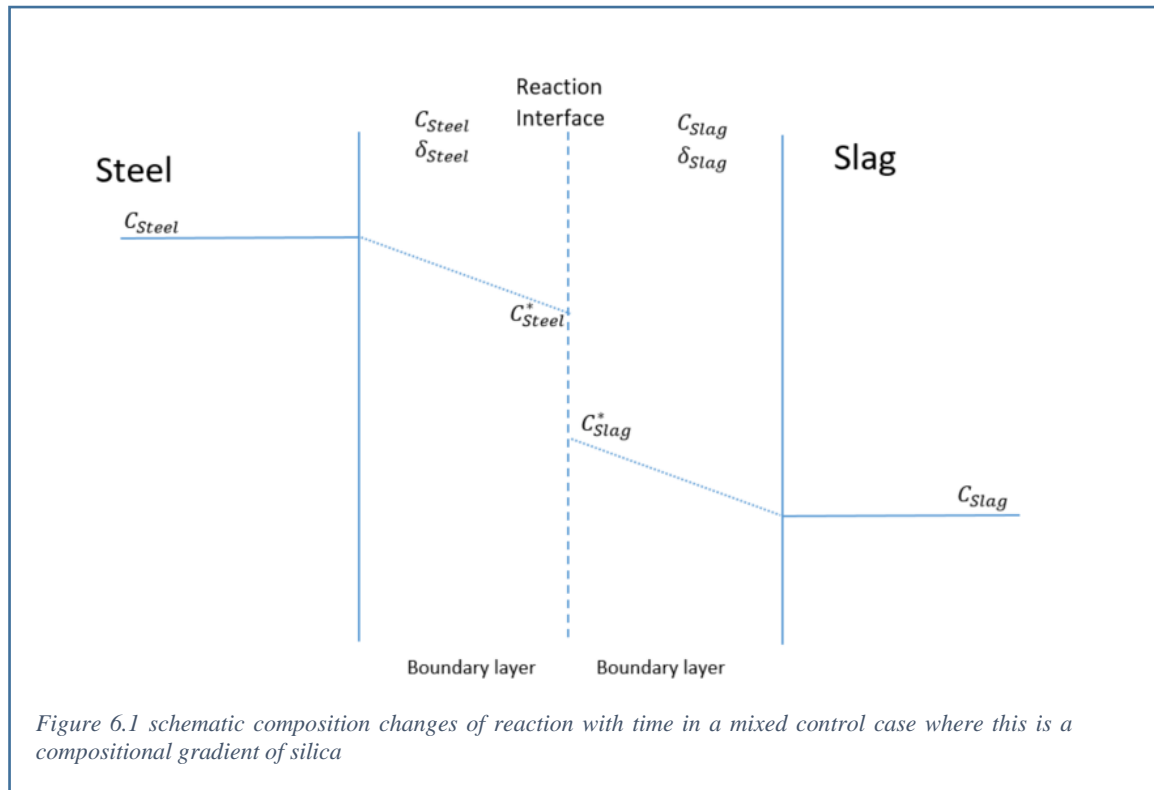 Reaction
Interface
C_Steel
δ_Steel
C_Slag
δ_Slag
Steel
Slag
C_Steel
C*_Steel
C*_Slag
C_Slag
Boundary layer
Boundary layer
Figure 6.1 schematic composition changes of reaction with time in a mixed control case where this is a
compositional gradient of silica